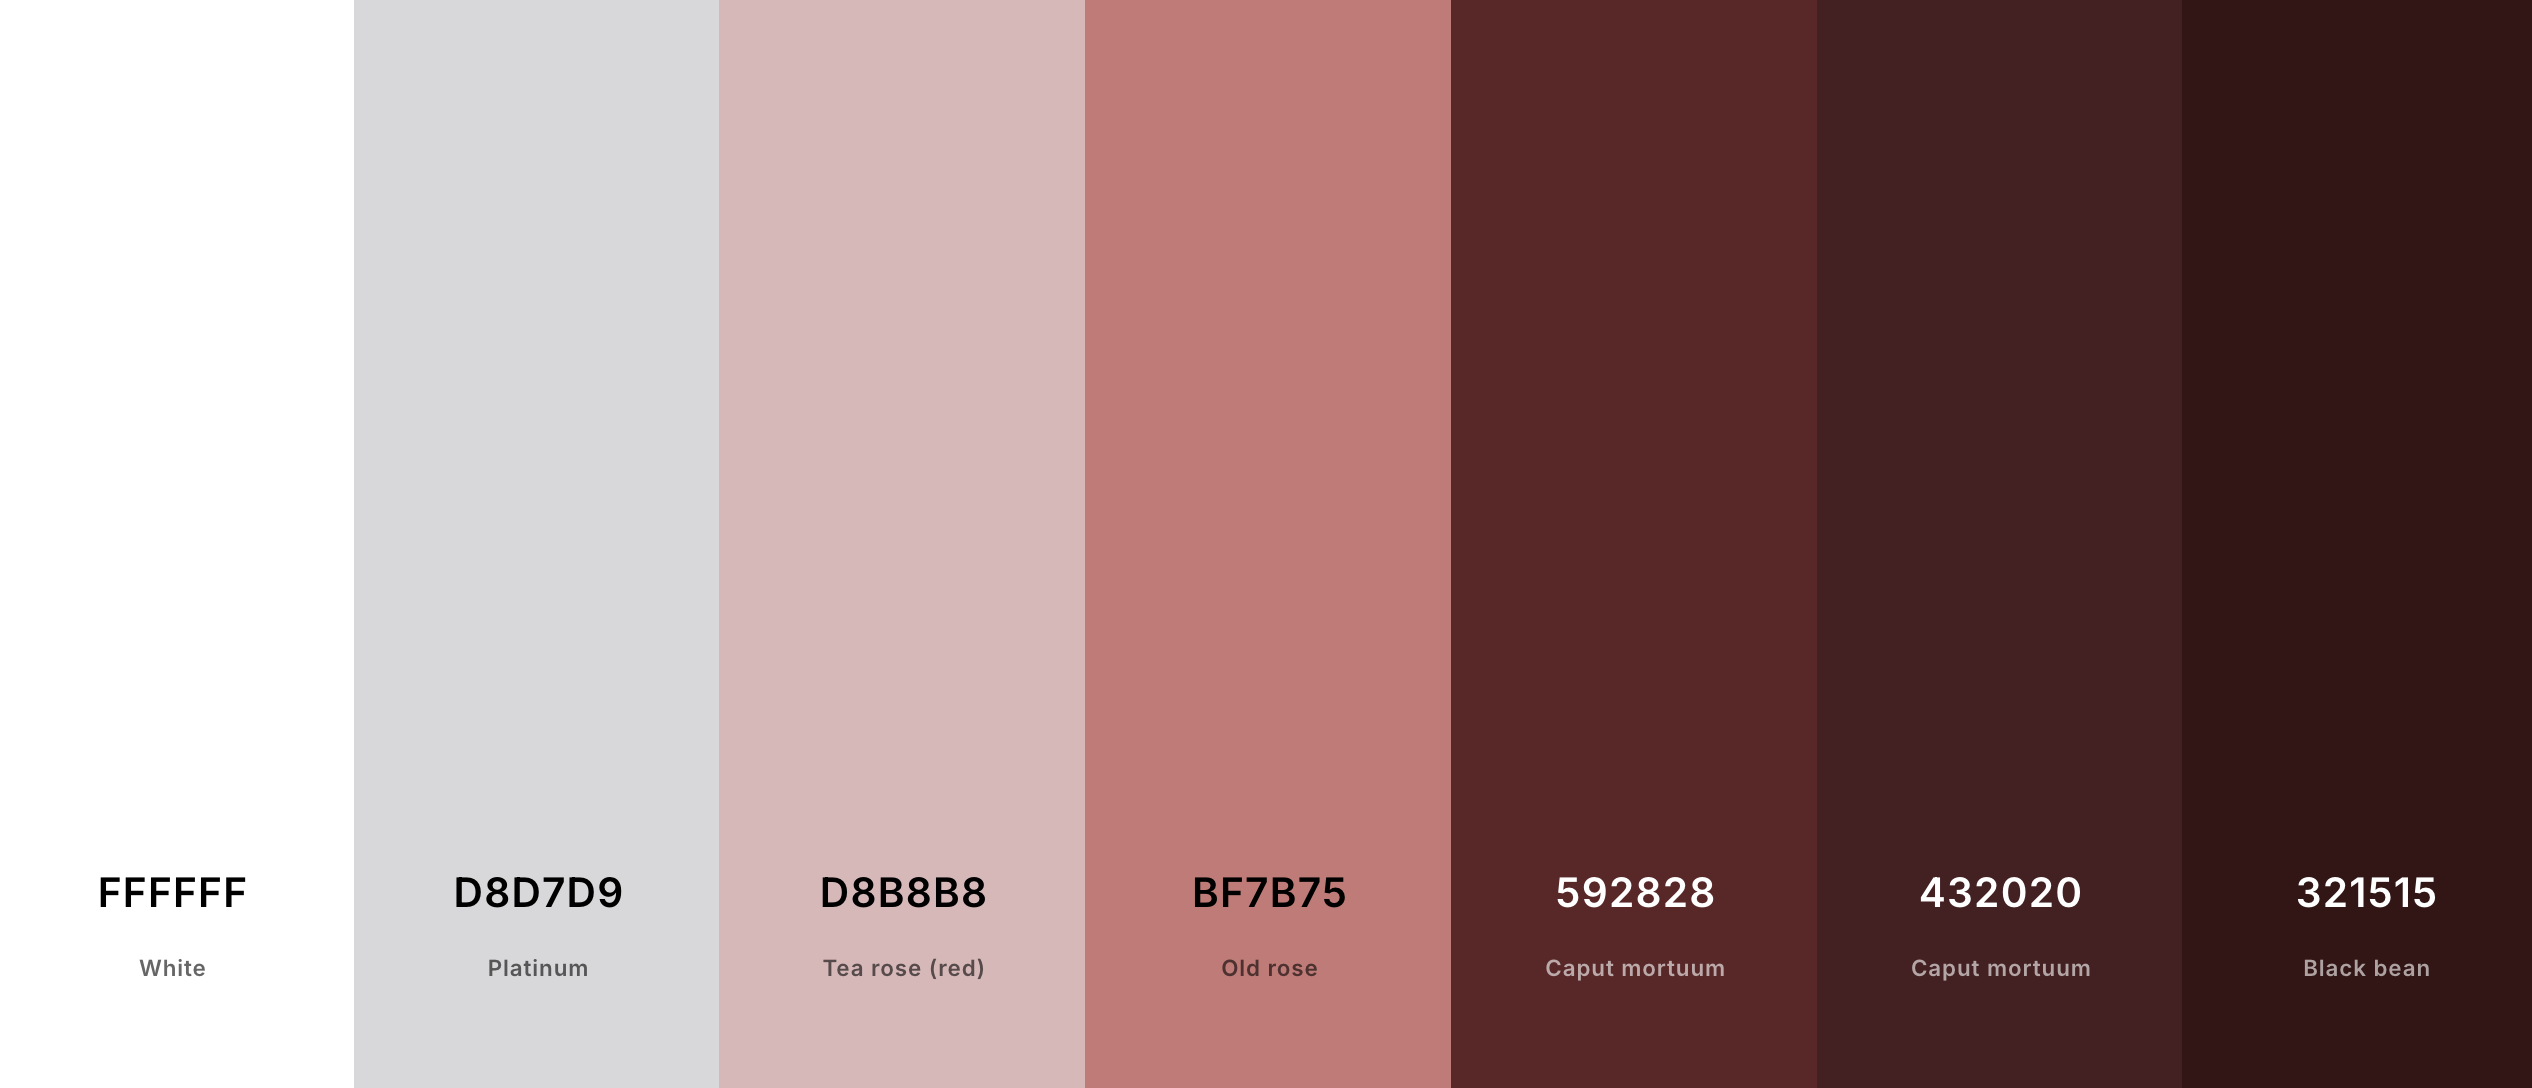 FFFFFF
White
D8D7D9
Platinum
D8B8B8
Tea rose (red)
BF7B75
Old rose
592828
Caput mortuum
432020
Caput mortuum
321515
Black bean